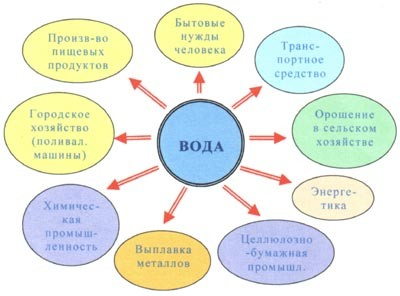 Бытовые
нужды
человека
Произв-во
пищевых
продуктов
Транс-
портное
средство
Городское
хозяйство
(поливал.
машины)
ВОДА
Орошение
в сельском
хозяйстве
Химичес-
кая
промыш-
ленность
Энерге-
тика
Выплавка
металлов
Целлюлозно
-бумажная
промышл.